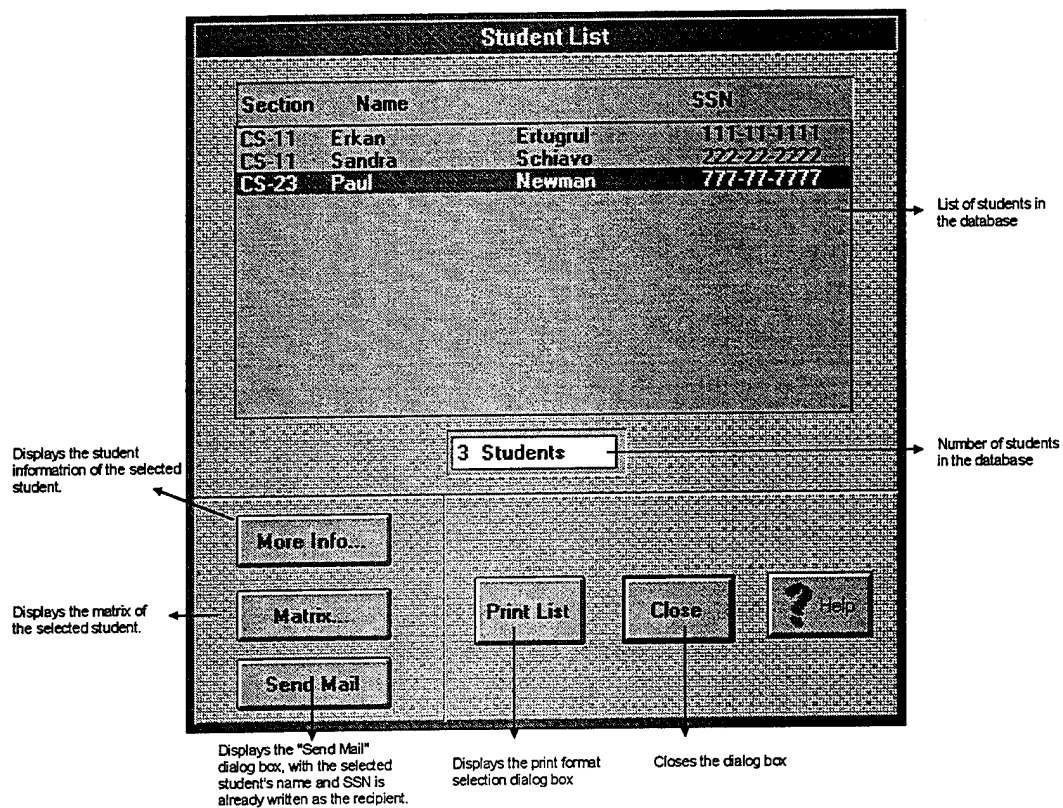 Student List
Section Name SSN
CS-11 Erkan Ertugrul 111-11-1111
CS-11 Sandra Schiavo 222-22-2222
CS-23 Paul Newman 777-77-7777
List of students in
the database
3 Students
Number of students
in the database
Displays the student
informatrion of the selected
student.
More Info...
Displays the matrix of
the selected student.
Matrix...
Print List
Close
? Help
Send Mail
Displays the "Send Mail"
dialog box, with the selected
student's name and SSN is
already written as the recipient.
Displays the print format
selection dialog box
Closes the dialog box